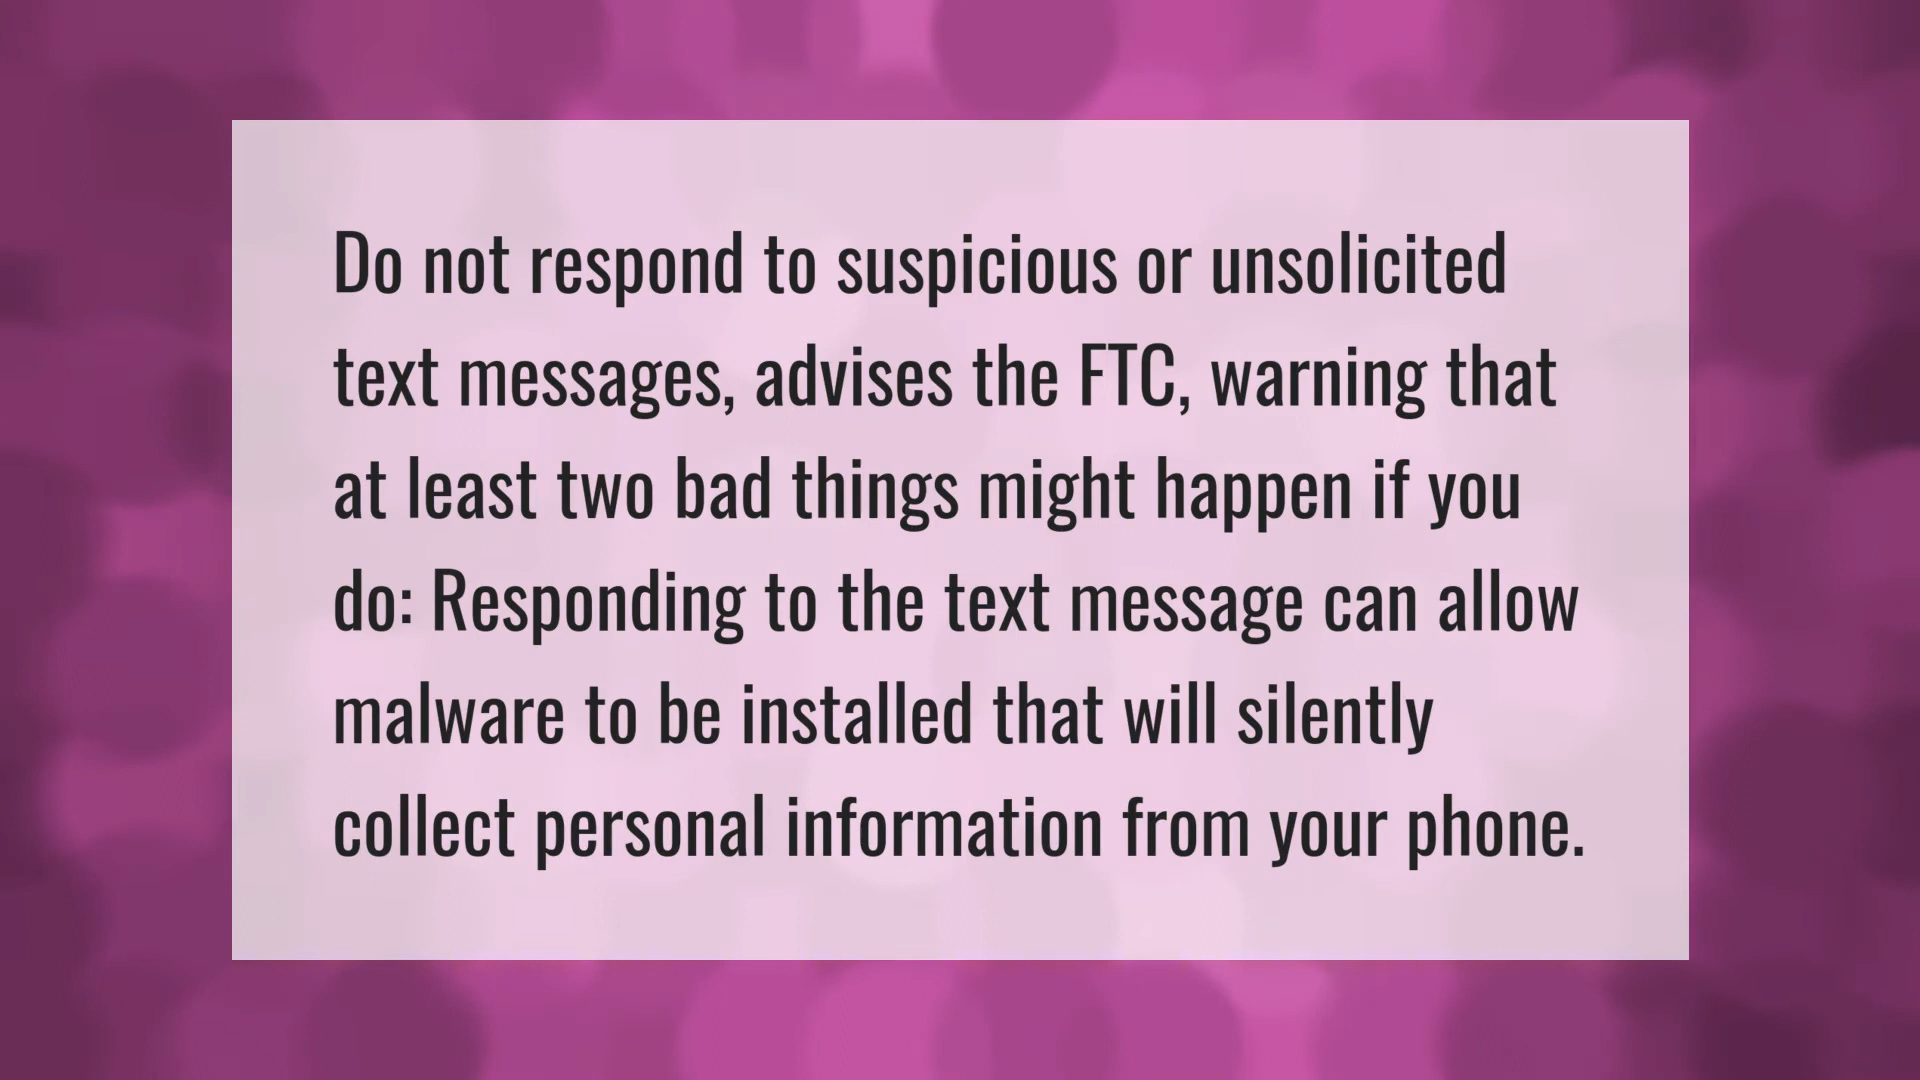 Do not respond to suspicious or unsolicited
text messages, advises the FTC, warning that
at least two bad things might happen if you
do: Responding to the text message can allow
malware to be installed that will silently
collect personal information from your phone.